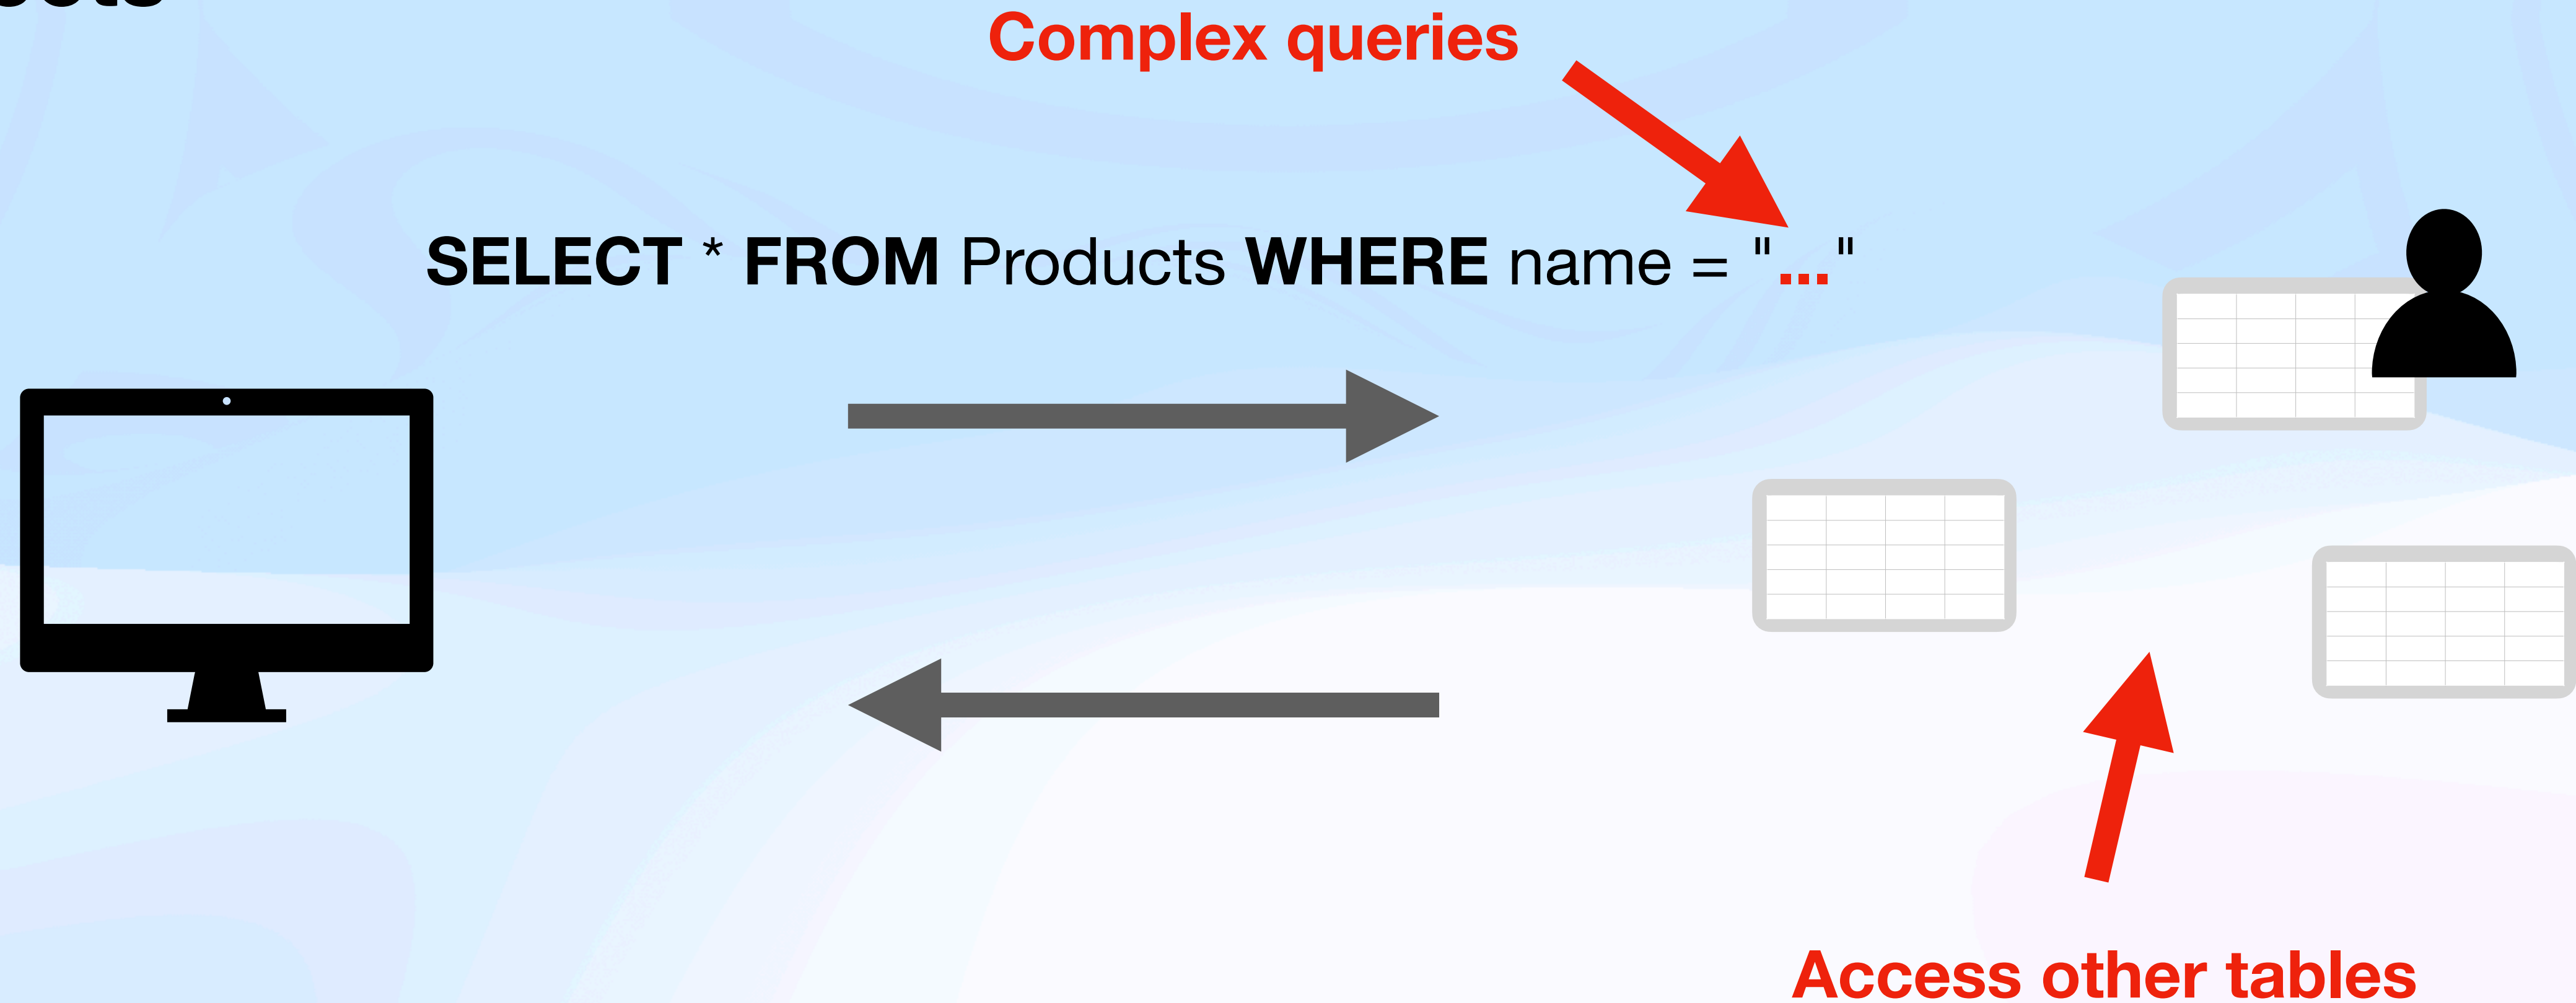 Complex queries
SELECT * FROM Products WHERE name = "..."
Access other tables